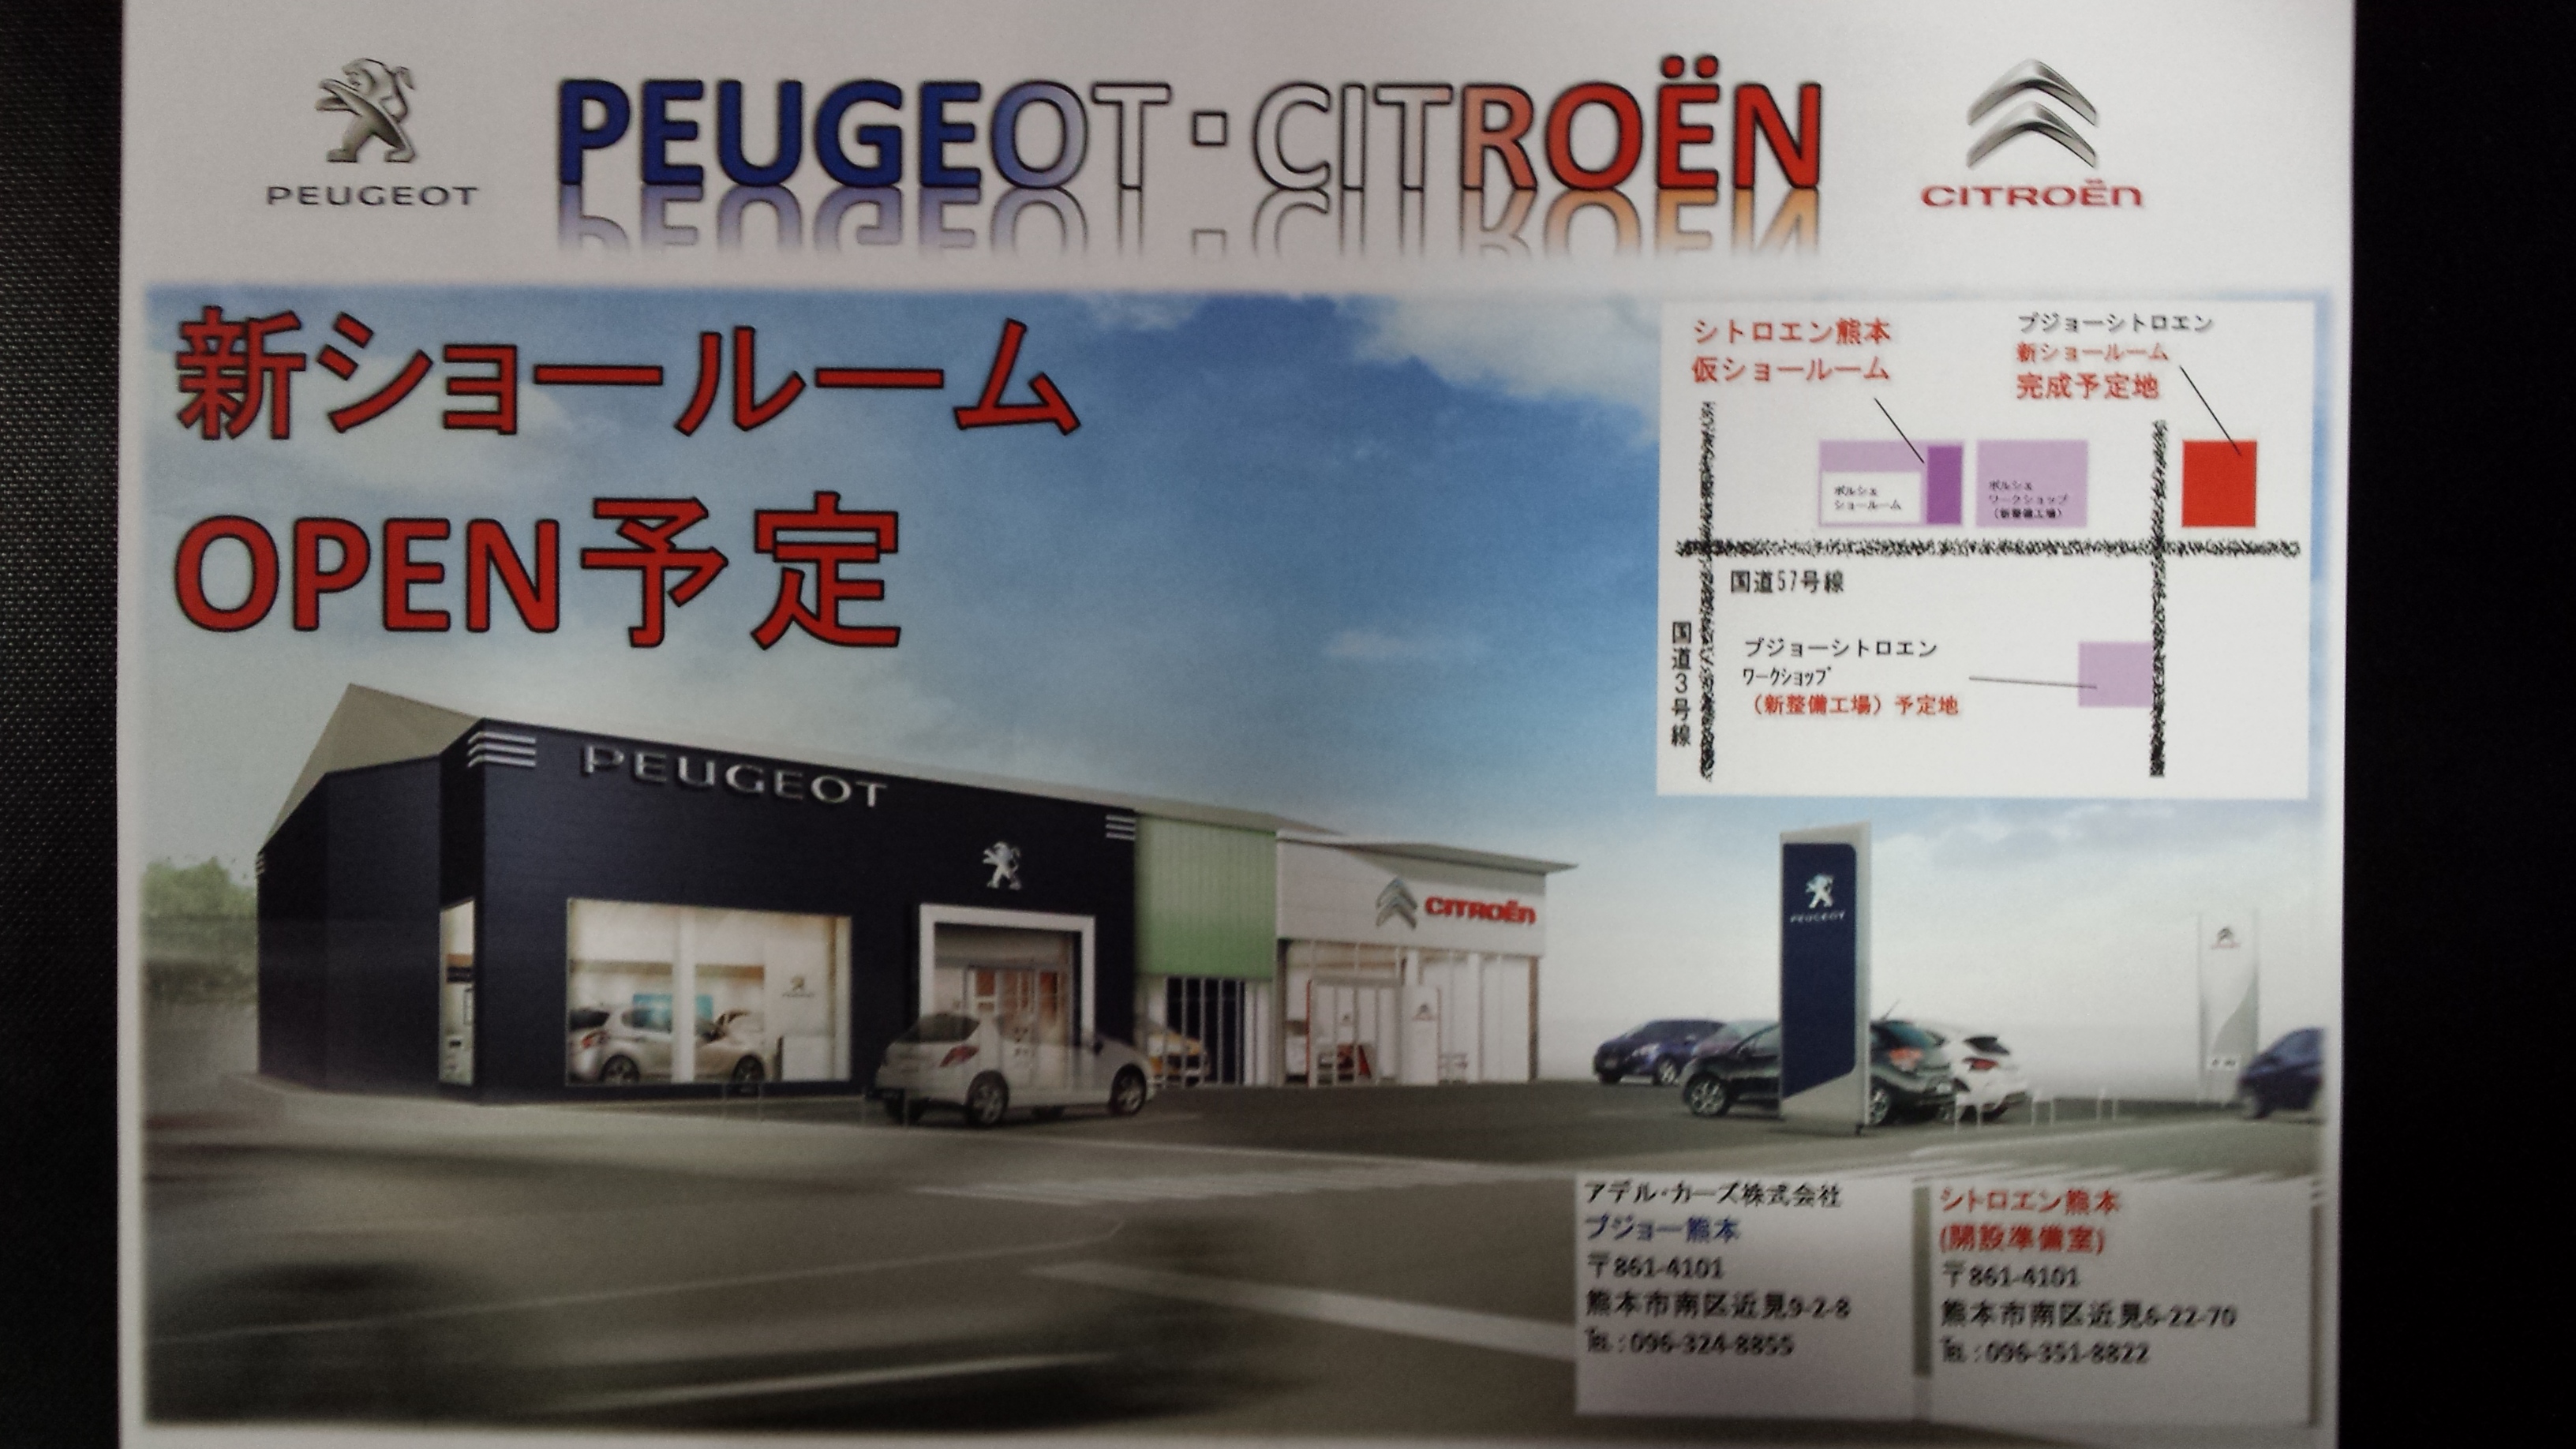 PEUGEOT
PEUGEOT・CITROËN
CITROËN
新ショールーム
OPEN予定
シトロエン熊本
仮ショールーム
プジョーシトロエン
新ショールーム
完成予定地
ポルシェ
ショールーム
ポルシェ
ワークショップ
(新整備工場)
国道57号線
国道3号線
プジョーシトロエン
ワークショップ
(新整備工場)予定地
PEUGEOT
CITROËN
PEUGEOT
アデル・カーズ株式会社
プジョー熊本
〒861-4101
熊本市南区近見9-2-8
℡:096-324-8855
シトロエン熊本
(開設準備室)
〒861-4101
熊本市南区近見6-22-70
℡:096-351-8822